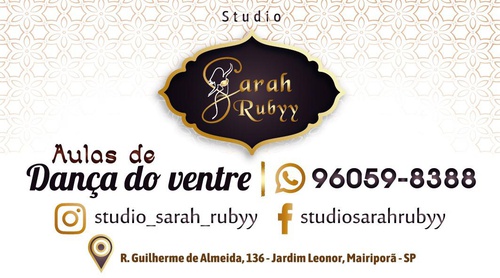 Studio
Sarah
Rubyy
Aulas de
Dança do ventre | 96059-8388
studio_sarah_rubyy studiosarahrubyy
R. Guilherme de Almeida, 136 - Jardim Leonor, Mairiporã - SP